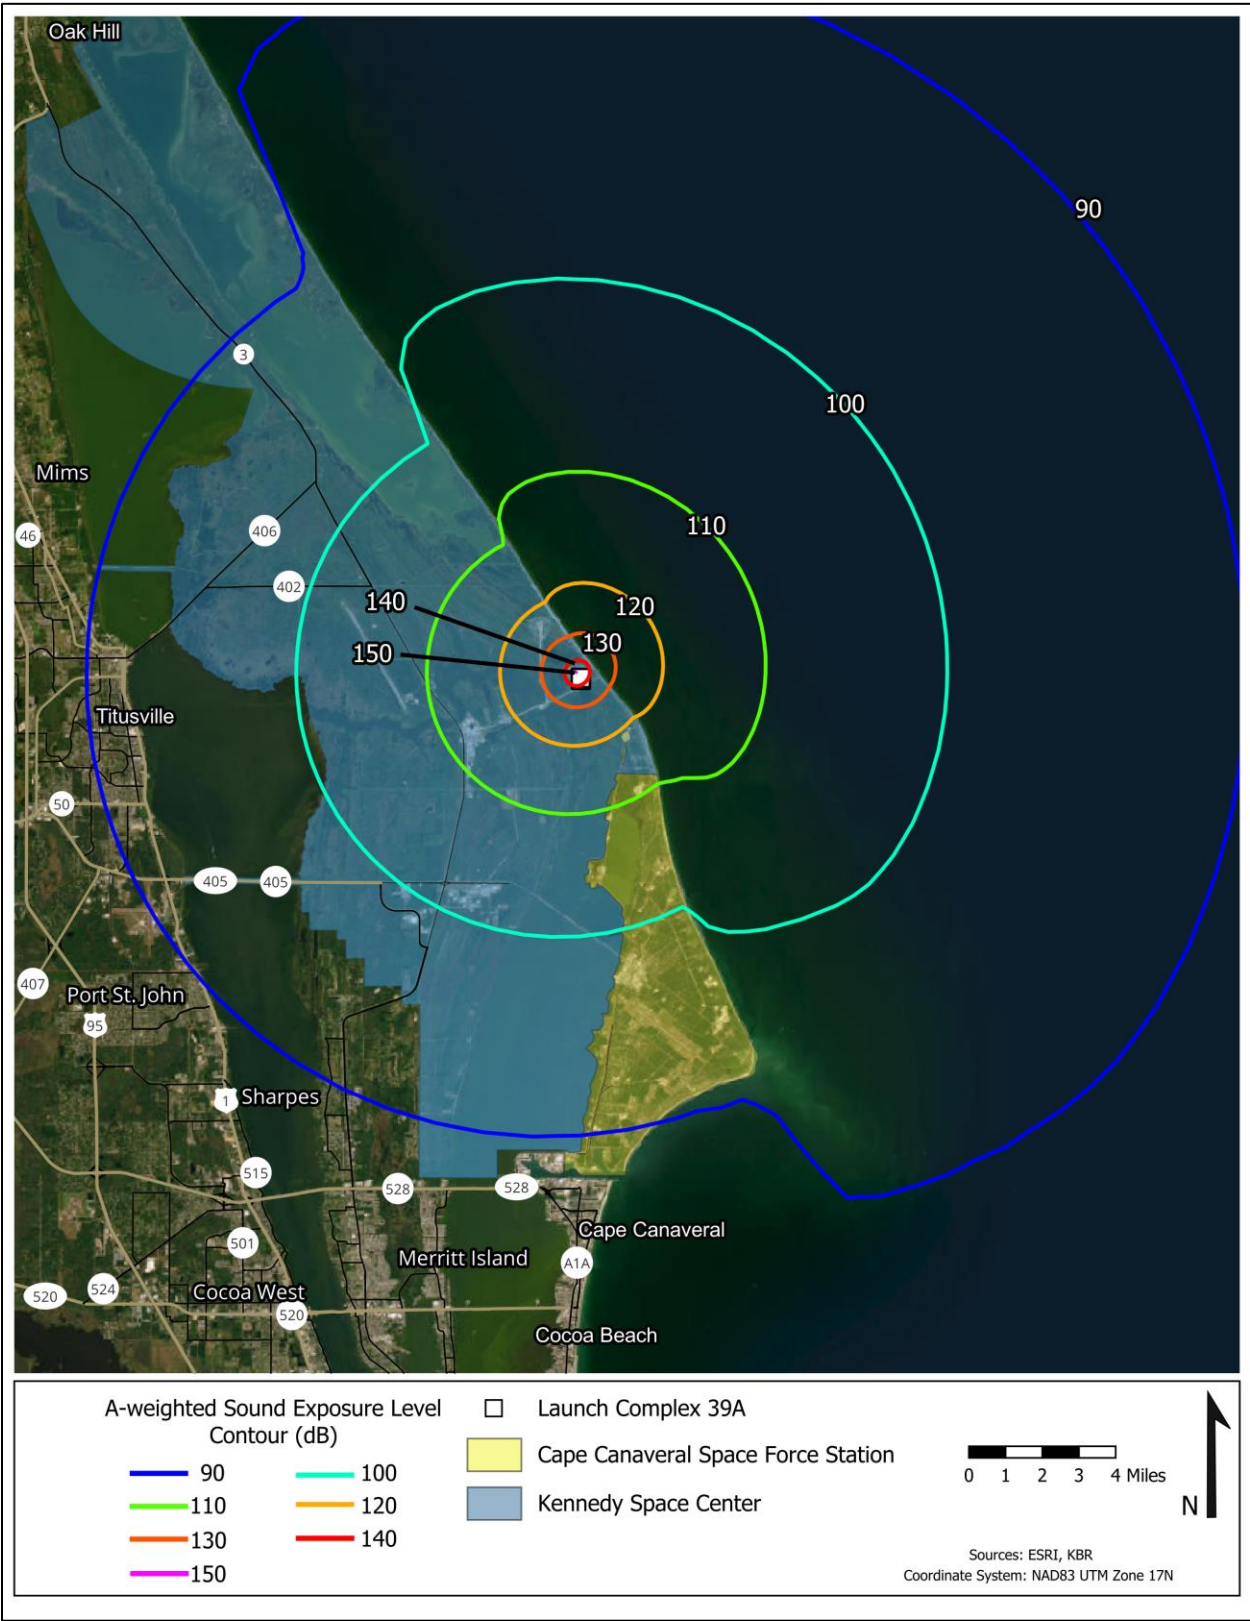 Oak Hill
90
3
100
Mims
406
110
46
402
140
120
130
150
Titusville
50
405
405
407
Port St. John
95
1
Sharpes
515
528
528
Cape Canaveral
501
Merritt Island
A1A
524
Cocoa West
520
520
Cocoa Beach
A-weighted Sound Exposure Level
Contour (dB)
90
100
110
120
130
140
150
Launch Complex 39A
Cape Canaveral Space Force Station
Kennedy Space Center
0 1 2 3 4 Miles
N
Sources: ESRI, KBR
Coordinate System: NAD83 UTM Zone 17N